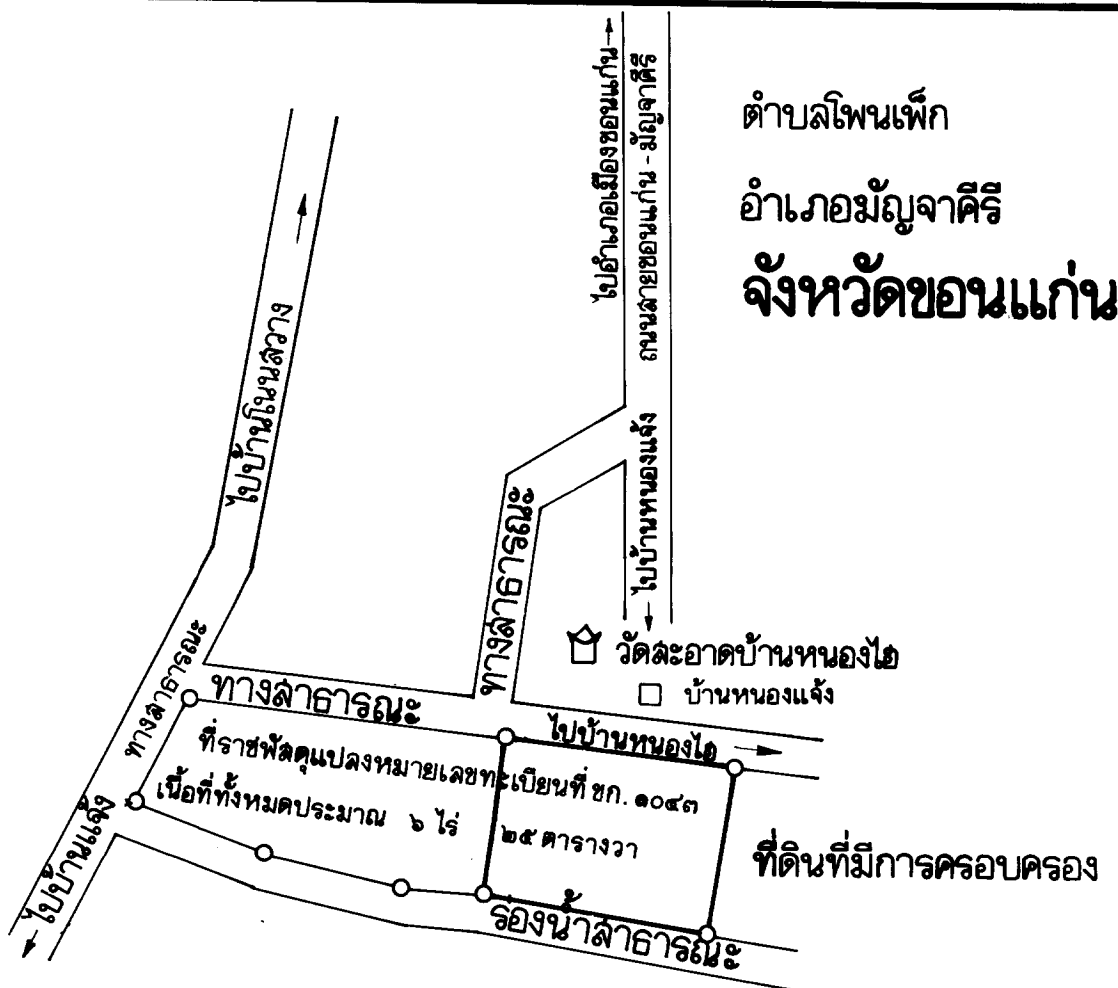 ตำบลโพนเพ็ก
อำเภอมัญจาคีรี
จังหวัดขอนแก่น
ไปอำเภอเมืองขอนแก่น
ถนนสายขอนแก่น - มัญจาคีรี
ไปบ้านหนองแจ้ง
ไปบ้านโนนสวาง
ทางสาธารณะ
ทางสาธารณะ
วัดสะอาดบ้านหนองไฮ
บ้านหนองแจ้ง
ทางสาธารณะ
ไปบ้านหนองไฮ
ที่ราชพัสดุแปลงหมายเลขทะเบียนที่ ขก. ๑๐๔๓
เนื้อที่ทั้งหมดประมาณ ๖ ไร่ ๒๕ ตารางวา
ที่ดินที่มีการครอบครอง
ไปบ้านแจ้ง
รองน้ำสาธารณะ